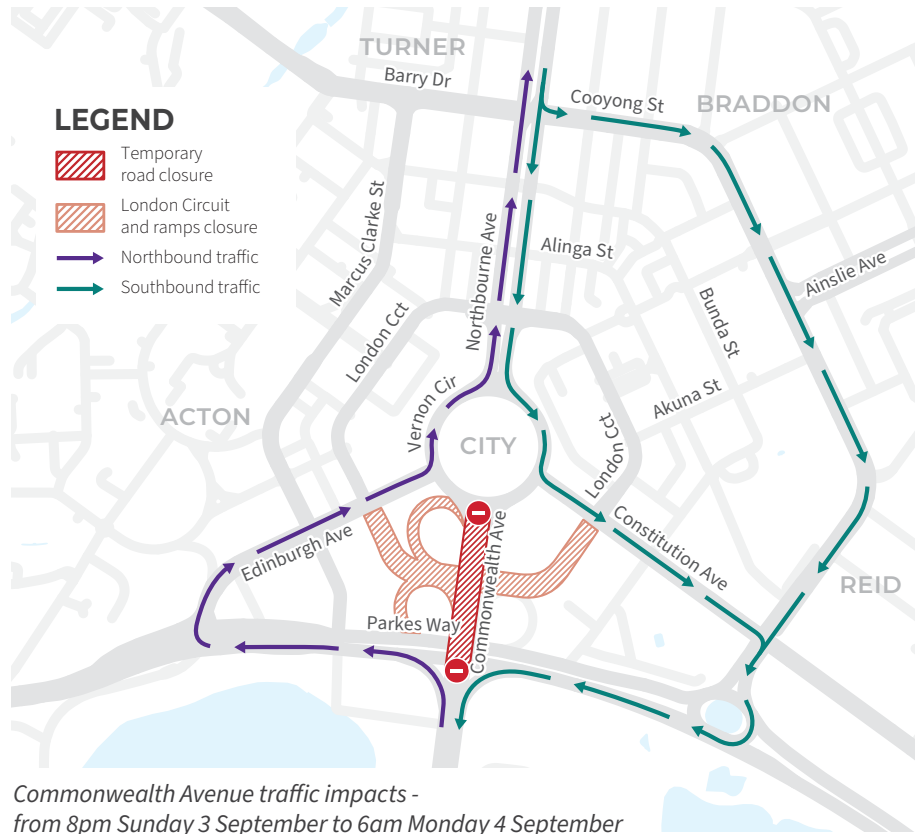 TURNER
Barry Dr
Cooyong St
BRADDON
LEGEND
Temporary
road closure
London Circuit
and ramps closure
Northbound traffic
Southbound traffic
Marcus Clarke St
Northbourne Ave
Alinga St
Ainslie Ave
London Cct
Bunda St
Vernon Cir
Akuna St
ACTON
CITY
London Cct
Commonwealth Ave
Constitution Ave
Edinburgh Ave
REID
Parkes Way
Commonwealth Avenue traffic impacts -
from 8pm Sunday 3 September to 6am Monday 4 September